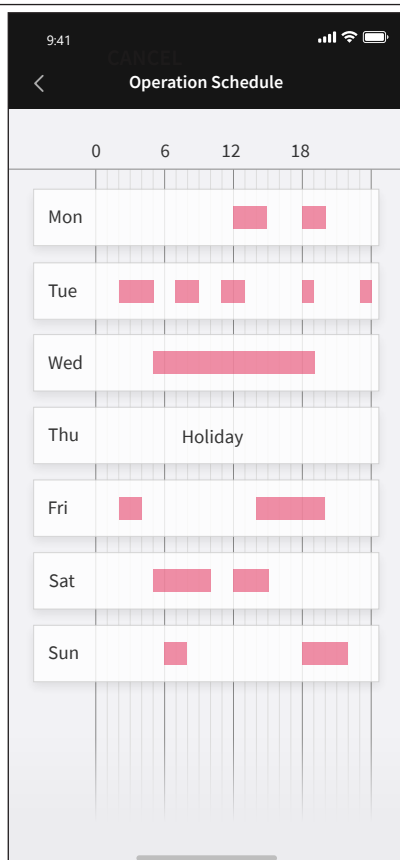 9:41
CANCEL
Operation Schedule
0 6 12 18
Mon
Tue
Wed
Thu Holiday
Fri
Sat
Sun